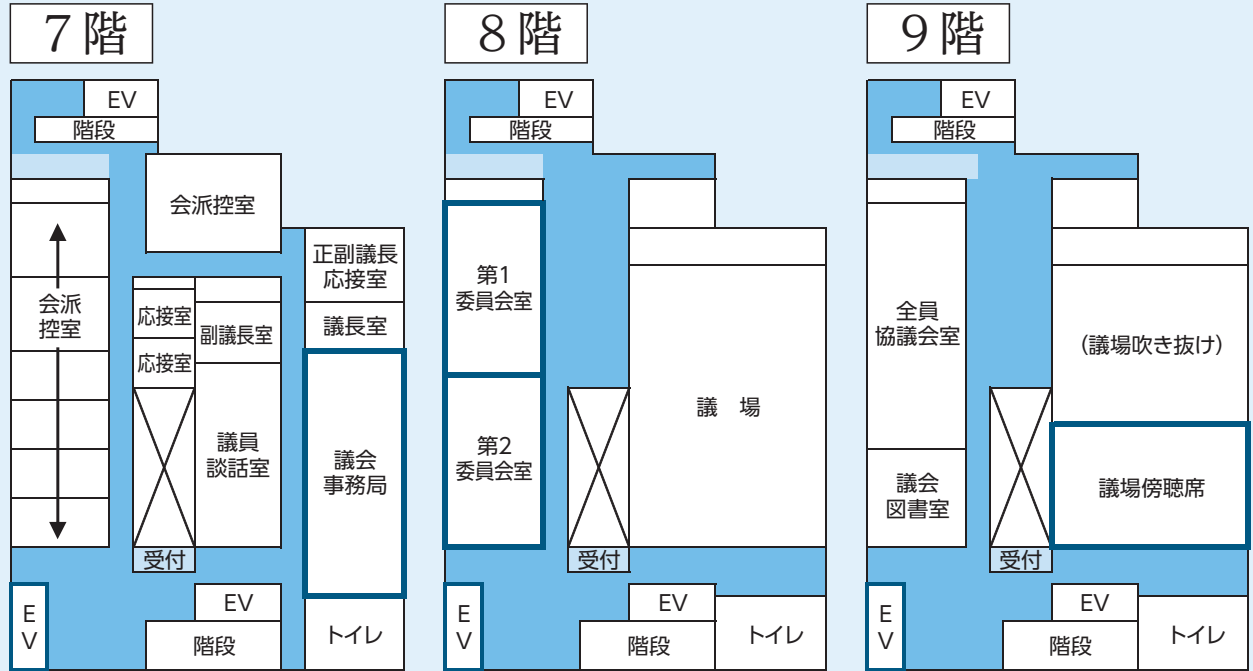 7階
EV
階段
会派控室
会派
控室
正副議長
応接室
応接室
副議長室
議長室
応接室
議員
談話室
議会
事務局
受付
EV
EV
階段
トイレ
8階
EV
階段
第1
委員会室
議　場
第2
委員会室
受付
EV
EV
階段
トイレ
9階
EV
階段
全員
協議会室
(議場吹き抜け)
議会
図書室
議場傍聴席
受付
EV
EV
階段
トイレ